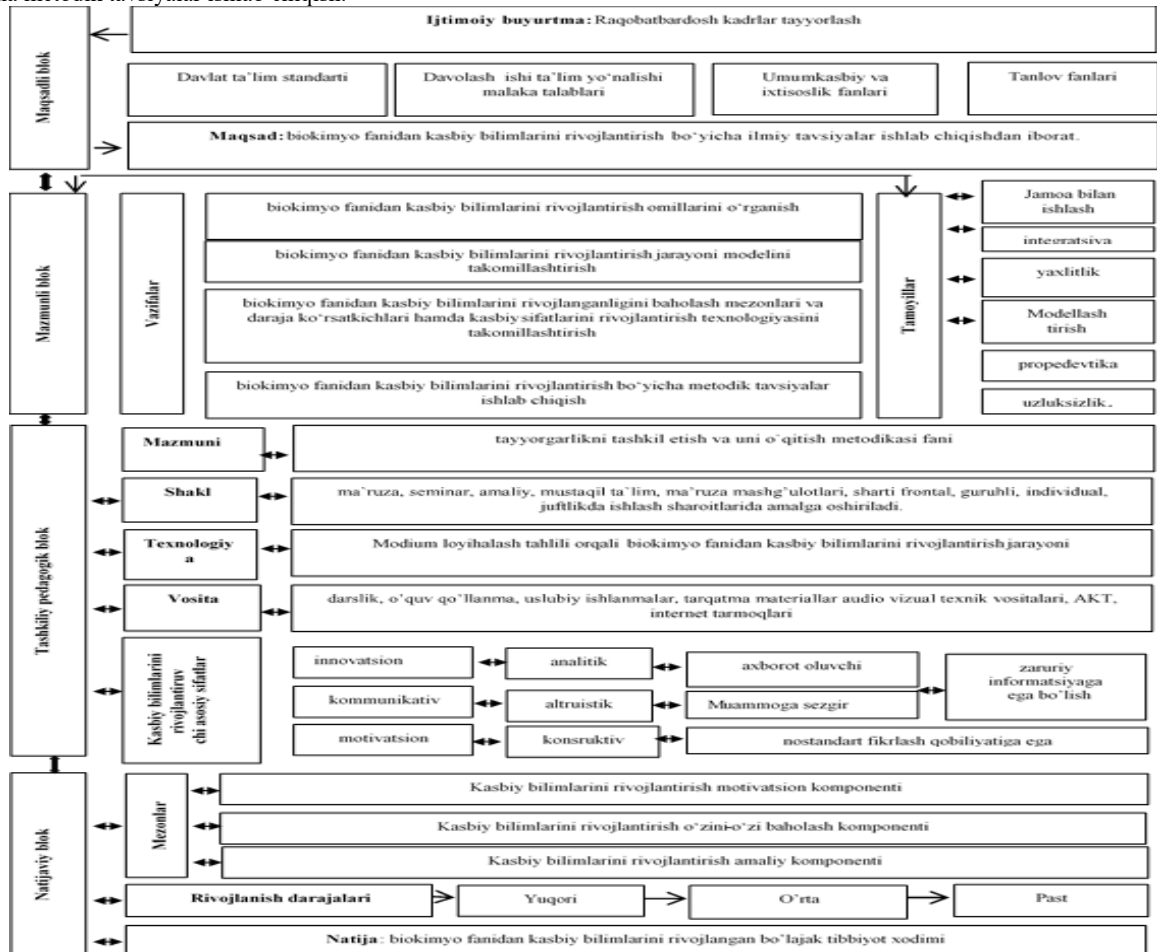 va metodik tavsiyalar ishlab chiqish.
Maqsadli blok
Ijtimoiy buyurtma: Raqobatbardosh kadrlar tayyorlash
Davlat ta`lim standarti
Davolash ishi ta`lim yo‘nalishi
malaka talablari
Umumkasbiy va
ixtisoslik fanlari
Tanlov fanlari
Maqsad: biokimyo fanidan kasbiy bilimlarini rivojlantirish bo‘yicha ilmiy tavsiyalar ishlab chiqishdan iborat.
Mazmunli blok
Vazifalar
biokimyo fanidan kasbiy bilimlarini rivojlantirish omillarini o‘rganish
biokimyo fanidan kasbiy bilimlarini rivojlantirish jarayoni modelini
takomillashtirish
biokimyo fanidan kasbiy bilimlarini rivojlanganligini baholash mezonlari va
daraja ko‘rsatkichlari hamda kasbiy sifatlarini rivojlantirish texnologiyasini
takomillashtirish
biokimyo fanidan kasbiy bilimlarini rivojlantirish bo‘yicha metodik tavsiyalar
ishlab chiqish
Tamoyillar
Jamoa bilan
ishlash
integratsiva
yaxlitlik
Modellash
tirish
propedevtika
uzluksizlik.
Tashkiliy pedagogik blok
Mazmuni
tayyorgarlikni tashkil etish va uni o`qitish metodikasi fani
Shakl
ma’ruza, seminar, amaliy, mustaqil ta`lim, ma’ruza mashg’ulotlari, sharti frontal, guruhli, individual,
juftlikda ishlash sharoitlarida amalga oshiriladi.
Texnologiy
a
Modium loyihalash tahlili orqali biokimyo fanidan kasbiy bilimlarini rivojlantirish jarayoni
Vosita
darslik, o’quv qo’llanma, uslubiy ishlanmalar, tarqatma materiallar audio vizual texnik vositalari, AKT,
internet tarmoqlari
Kasbiy bilimlarini
rivojlantiruv
chi asosiy sifatlar
innovatsion
analitik
axborot oluvchi
zaruriy
informatsiyaga
ega bo`lish
kommunikativ
altruistik
Muammoga sezgir
motivatsion
konsruktiv
nostandart fikrlash qobiliyatiga ega
Natijaviy blok
Mezonlar
Kasbiy bilimlarini rivojlantirish motivatsion komponenti
Kasbiy bilimlarini rivojlantirish o’zini-o’zi baholash komponenti
Kasbiy bilimlarini rivojlantirish amaliy komponenti
Rivojlanish darajalari
Yuqori
O’rta
Past
Natija: biokimyo fanidan kasbiy bilimlarini rivojlangan bo’lajak tibbiyot xodimi